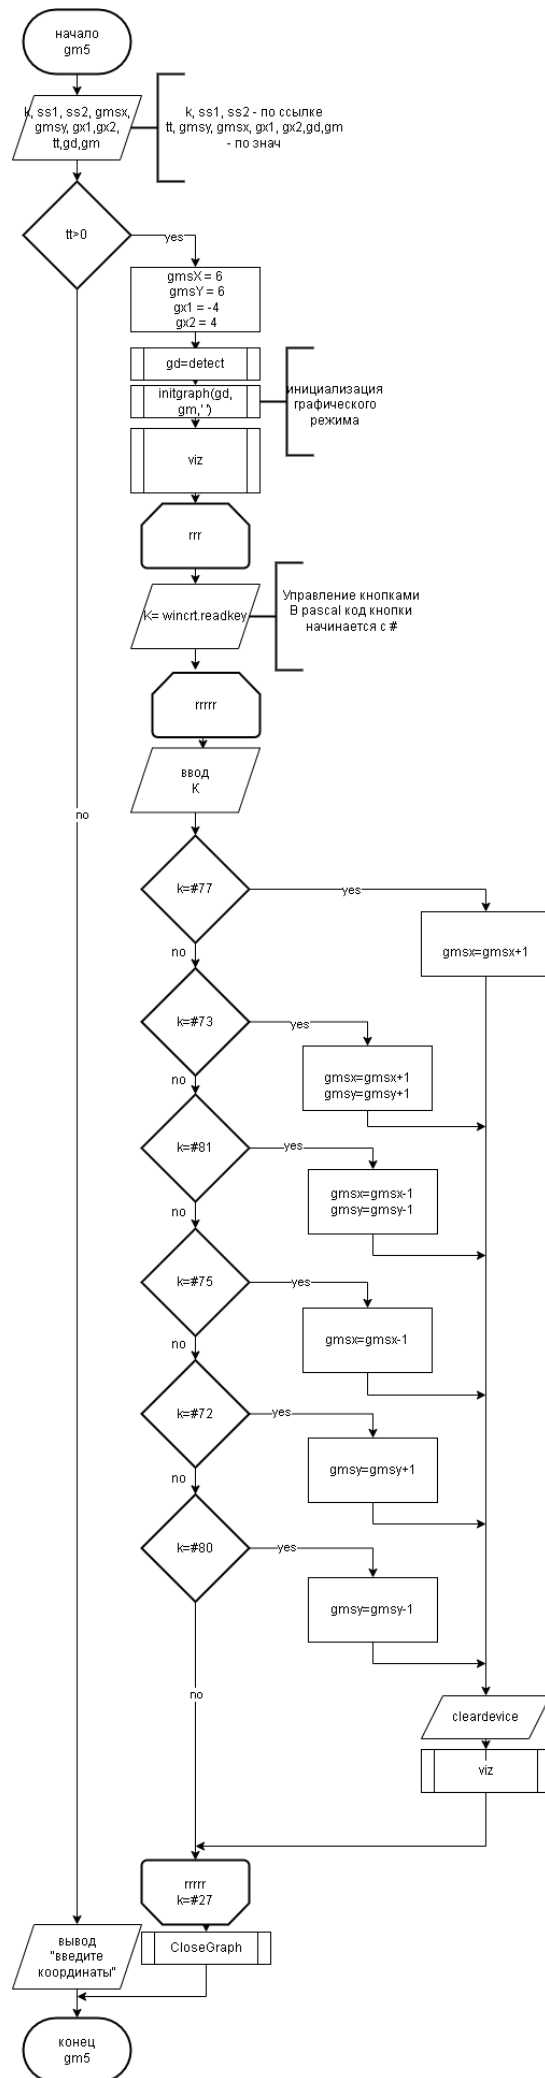 начало
gm5
k, ss1, ss2, gmsx,
gmsy, gx1,gx2,
tt,gd,gm
k, ss1, ss2 - по ссылке
tt, gmsy, gmsx, gx1, gx2,gd,gm
- по знач
tt>0
yes
gmsX = 6
gmsY = 6
gx1 = -4
gx2 = 4
gd=detect
initgraph(gd,
gm,' ')
инициализация
графического
режима
viz
rrr
K= wincrt.readkey
Управление кнопками
В pascal код кнопки
начинается с #
rrrrr
ввод
K
no
k=#77
yes
gmsx=gmsx+1
no
k=#73
yes
gmsx=gmsx+1
gmsy=gmsy+1
no
k=#81
yes
gmsx=gmsx-1
gmsy=gmsy-1
no
k=#75
yes
gmsx=gmsx-1
no
k=#72
yes
gmsy=gmsy+1
no
k=#80
yes
gmsy=gmsy-1
no
cleardevice
viz
rrrrr
k=#27
CloseGraph
вывод
"введите
координаты"
конец
gm5